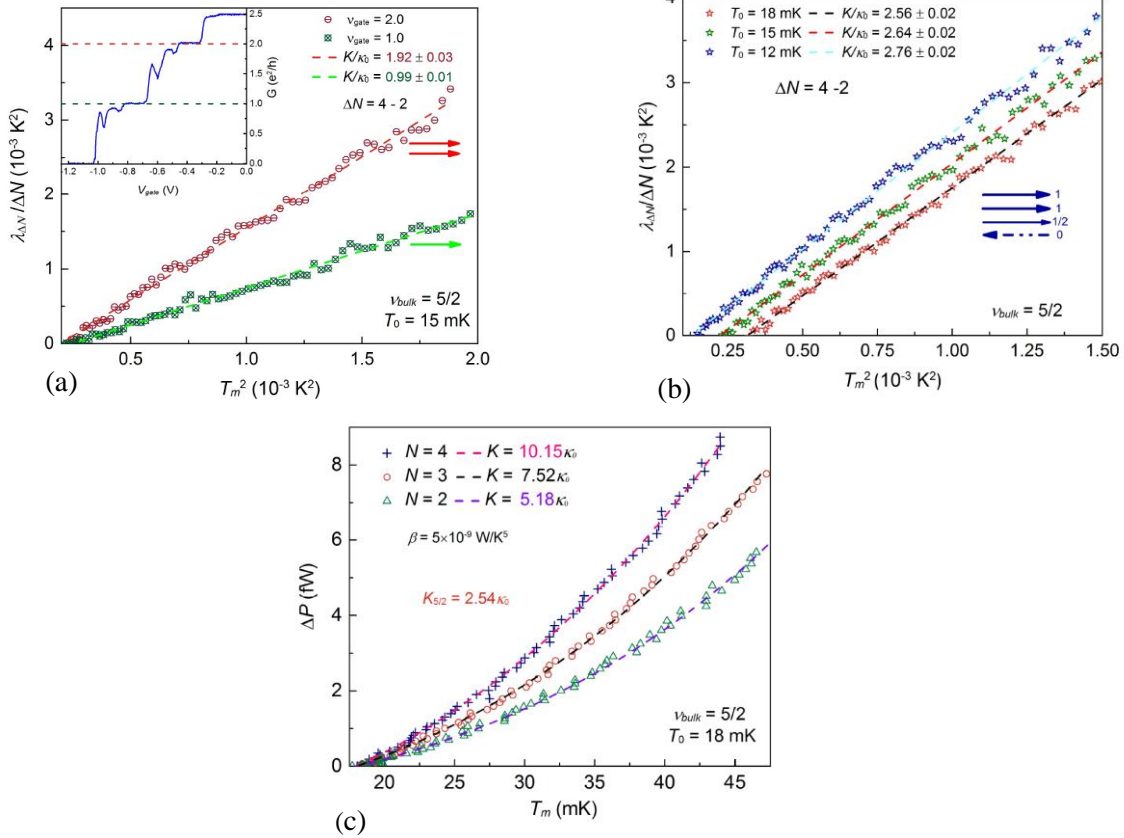 ν_gate = 2.0
ν_gate = 1.0
K/κ₀ = 1.92 ± 0.03
K/κ₀ = 0.99 ± 0.01
ΔN = 4 - 2
ν_bulk = 5/2
T₀ = 15 mK
λ_ΔN /ΔN (10⁻³ K²)
4
3
2
1
0
0.5 1.0 1.5 2.0
T_m² (10⁻³ K²)
G (e²/h)
2.5
2.0
1.5
1.0
0.5
0.0
-1.2 -1.0 -0.8 -0.6 -0.4 -0.2 0.0
V_gate (V)
(a)
T₀ = 18 mK K/κ₀ = 2.56 ± 0.02
T₀ = 15 mK K/κ₀ = 2.64 ± 0.02
T₀ = 12 mK K/κ₀ = 2.76 ± 0.02
ΔN = 4 -2
1
1
1/2
0
ν_bulk = 5/2
λ_ΔN/ΔN (10⁻³ K²)
4
3
2
1
0
0.25 0.50 0.75 1.00 1.25 1.50
T_m² (10⁻³ K²)
(b)
N = 4 K = 10.15κ₀
N = 3 K = 7.52κ₀
N = 2 K = 5.18κ₀
β = 5×10⁻⁹ W/K⁵
K_5/2 = 2.54κ₀
ν_bulk = 5/2
T₀ = 18 mK
ΔP (fW)
8
6
4
2
0
20 25 30 35 40 45
T_m (mK)
(c)